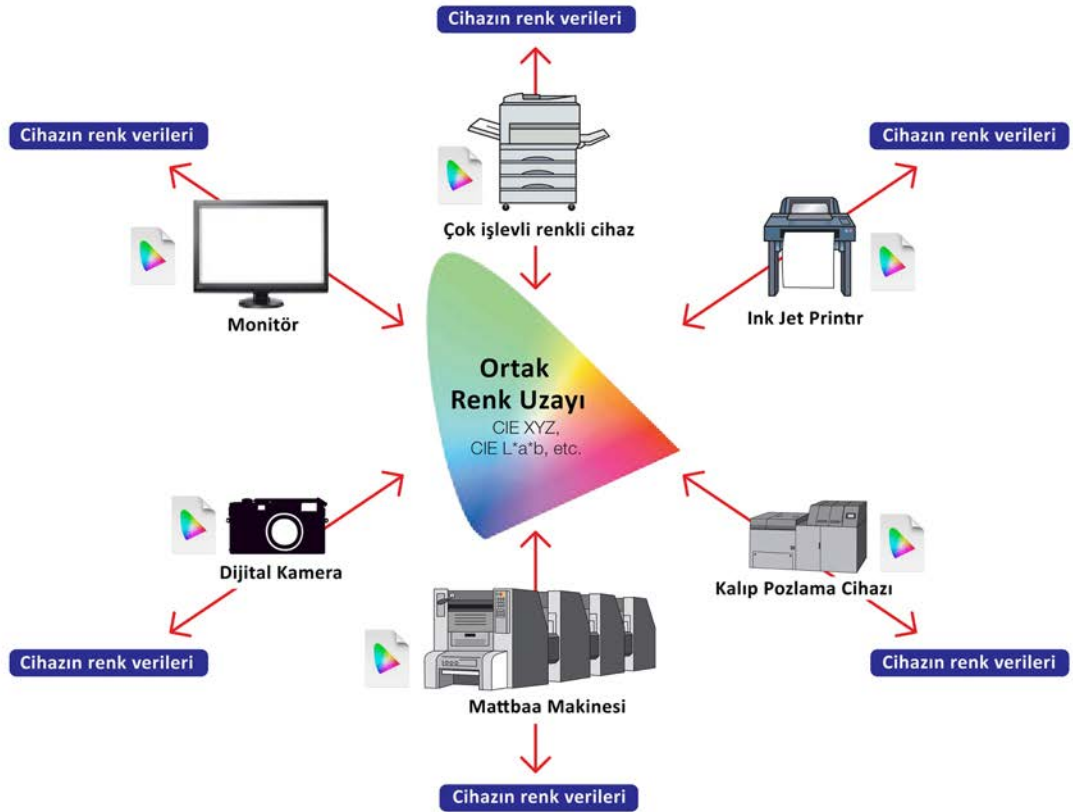 Cihazın renk verileri
Cihazın renk verileri
Cihazın renk verileri
Çok işlevli renkli cihaz
Monitör
Ink Jet Printır
Ortak
Renk Uzayı
CIE XYZ,
CIE L*a*b, etc.
Dijital Kamera
Kalıp Pozlama Cihazı
Cihazın renk verileri
Cihazın renk verileri
Mattbaa Makinesi
Cihazın renk verileri